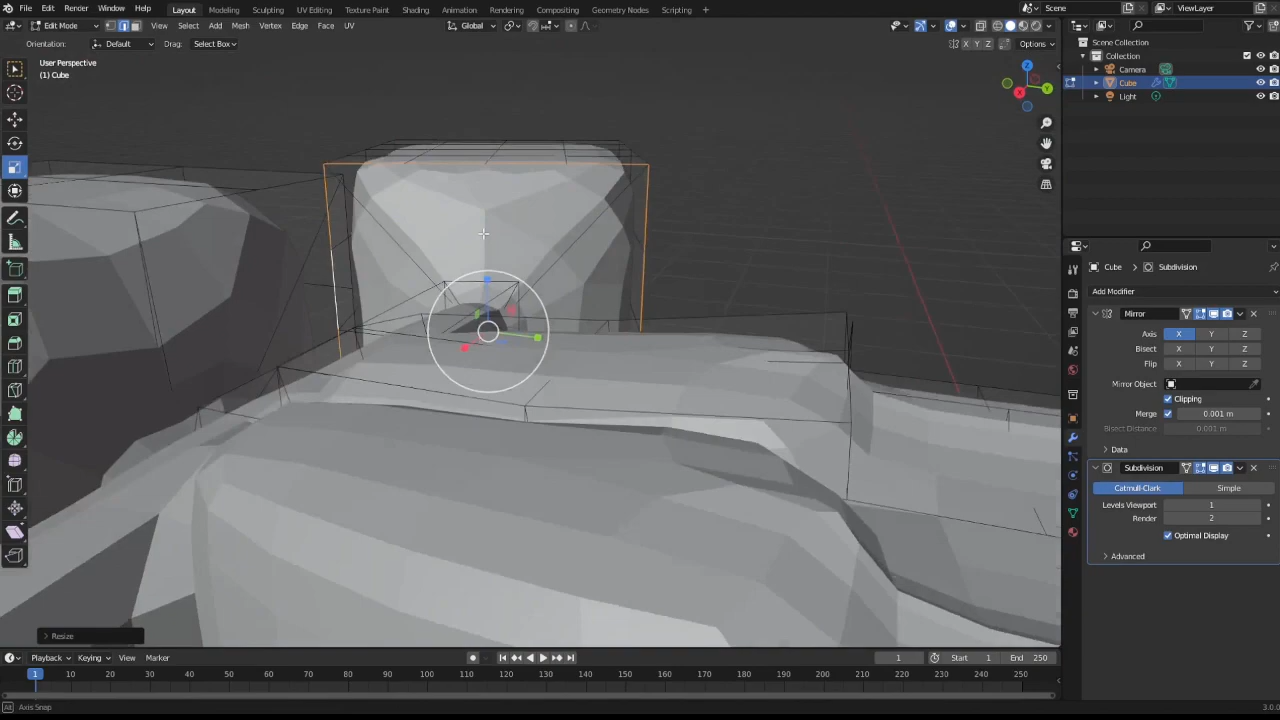 File Edit Render Window Help Layout Modeling Sculpting UV Editing Texture Paint Shading Animation Rendering Compositing Geometry Nodes Scripting Scene ViewLayer
Edit Mode View Select Add Mesh Vertex Edge Face UV Global
Orientation: Default Drag: Select Box X Y Z Options
User Perspective
(1) Cube
Z
Y
X
Resize
Scene Collection
Collection
Camera
Cube
Light
Cube Subdivision
Add Modifier
Mirror
Axis X Y Z
Bisect X Y Z
Flip X Y Z
Mirror Object
Clipping
Merge 0.001 m
Bisect Distance 0.001 m
Data
Subdivision
Catmull-Clark Simple
Levels Viewport 1
Render 2
Optimal Display
Advanced
Playback Keying View Marker 1 Start 1 End 250
1 10 20 30 40 50 60 70 80 90 100 110 120 130 140 150 160 170 180 190 200 210 220 230 240 250
Axis Snap 3.0.0